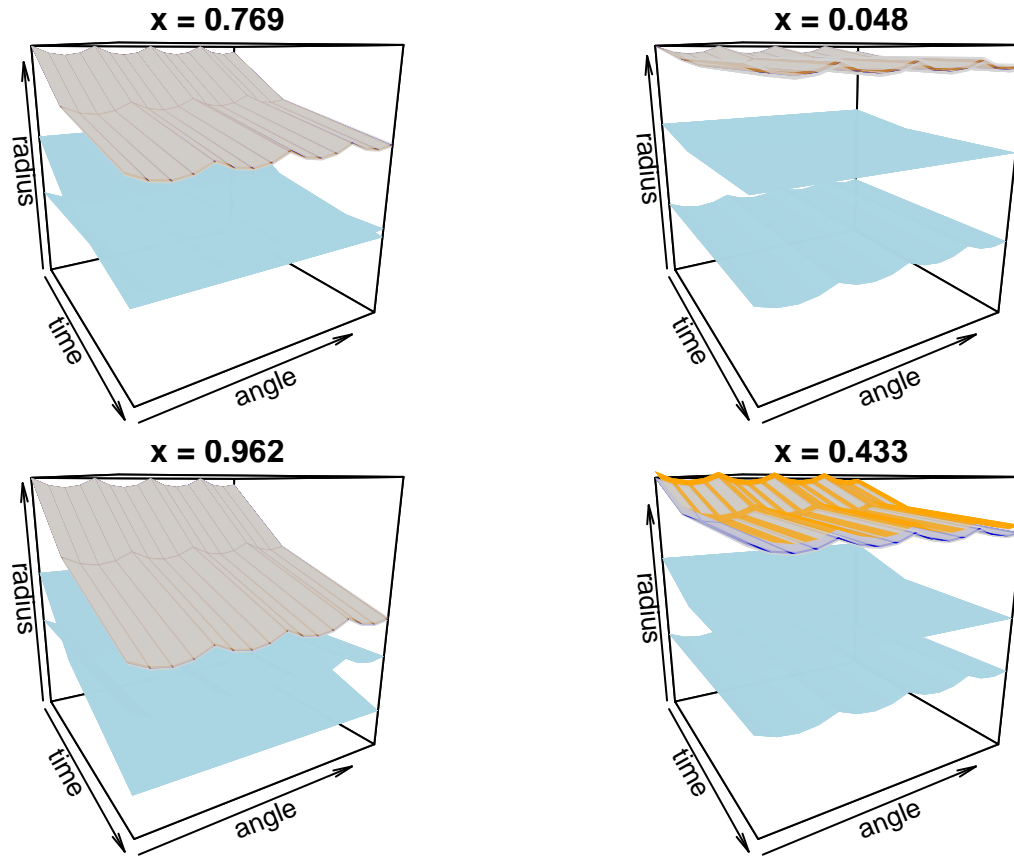 x = 0.769
radius
time
angle
x = 0.048
radius
time
angle
x = 0.962
radius
time
angle
x = 0.433
radius
time
angle